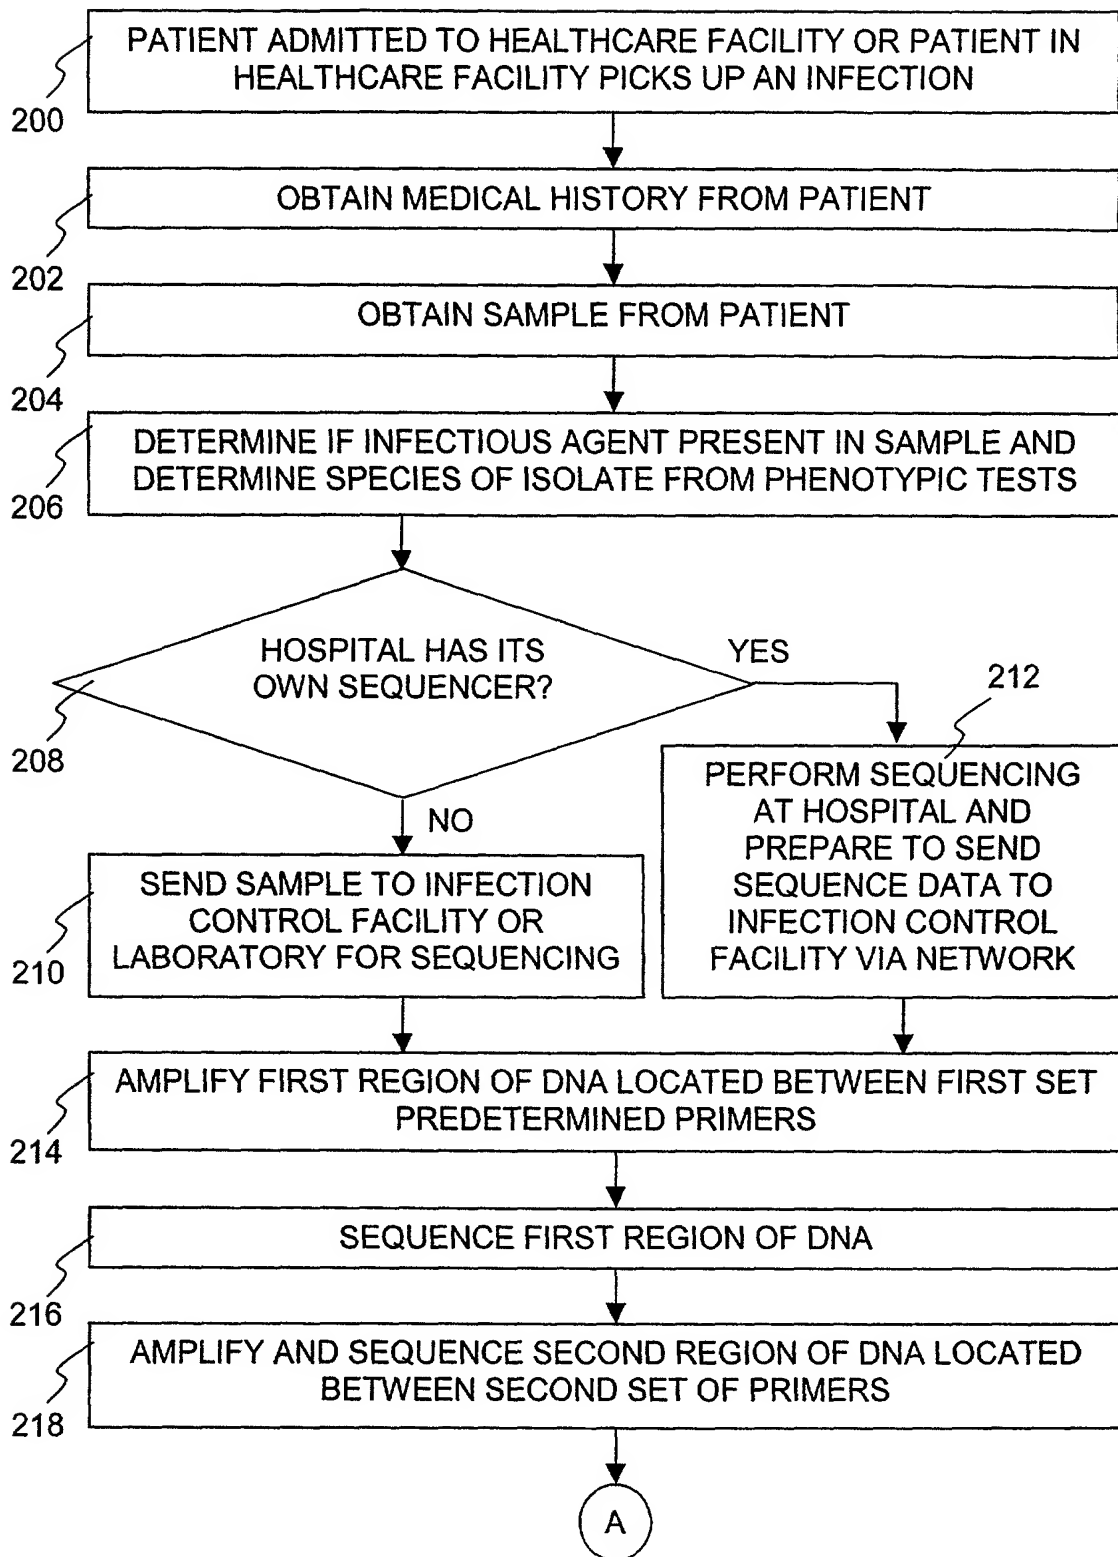 PATIENT ADMITTED TO HEALTHCARE FACILITY OR PATIENT IN
HEALTHCARE FACILITY PICKS UP AN INFECTION
200
OBTAIN MEDICAL HISTORY FROM PATIENT
202
OBTAIN SAMPLE FROM PATIENT
204
DETERMINE IF INFECTIOUS AGENT PRESENT IN SAMPLE AND
DETERMINE SPECIES OF ISOLATE FROM PHENOTYPIC TESTS
206
HOSPITAL HAS ITS
OWN SEQUENCER?
208
YES
NO
212
PERFORM SEQUENCING
AT HOSPITAL AND
PREPARE TO SEND
SEQUENCE DATA TO
INFECTION CONTROL
FACILITY VIA NETWORK
SEND SAMPLE TO INFECTION
CONTROL FACILITY OR
LABORATORY FOR SEQUENCING
210
AMPLIFY FIRST REGION OF DNA LOCATED BETWEEN FIRST SET
PREDETERMINED PRIMERS
214
SEQUENCE FIRST REGION OF DNA
216
AMPLIFY AND SEQUENCE SECOND REGION OF DNA LOCATED
BETWEEN SECOND SET OF PRIMERS
218
A